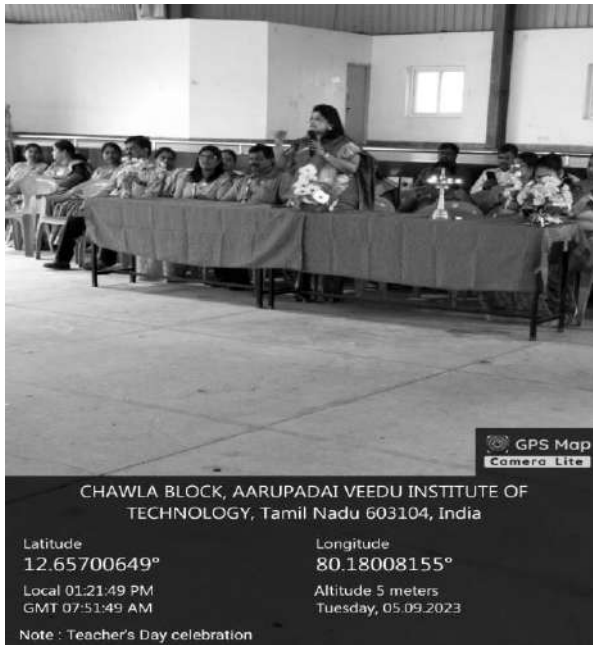 GPS Map
Camera Lite
CHAWLA BLOCK, AARUPADAI VEEDU INSTITUTE OF
TECHNOLOGY, Tamil Nadu 603104, India
Latitude
12.65700649°
Local 01:21:49 PM
GMT 07:51:49 AM
Longitude
80.18008155°
Altitude 5 meters
Tuesday, 05.09.2023
Note : Teacher's Day celebration